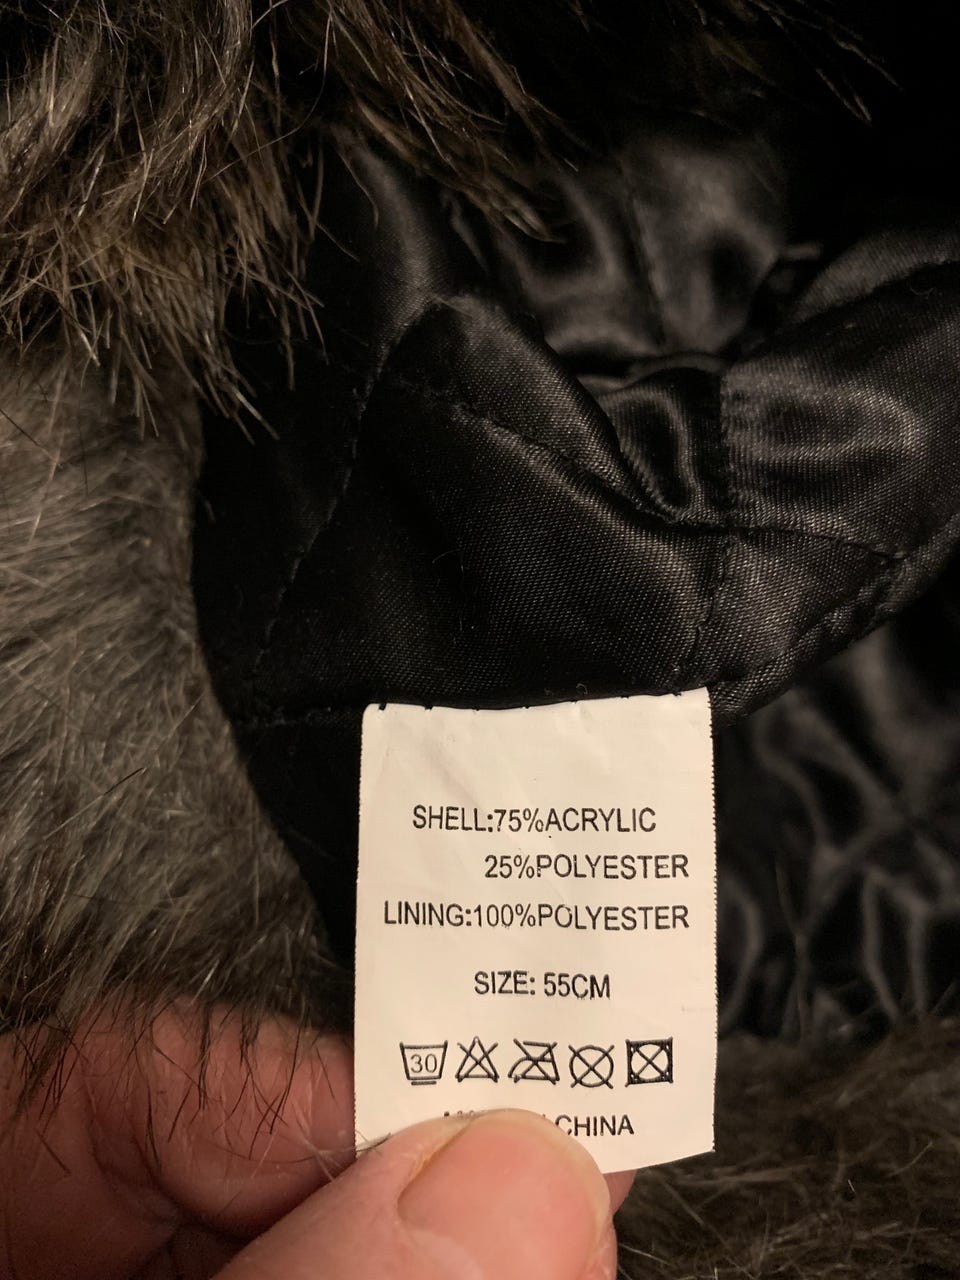 SHELL:75%ACRYLIC
25%POLYESTER
LINING:100%POLYESTER
SIZE: 55CM
30
CHINA